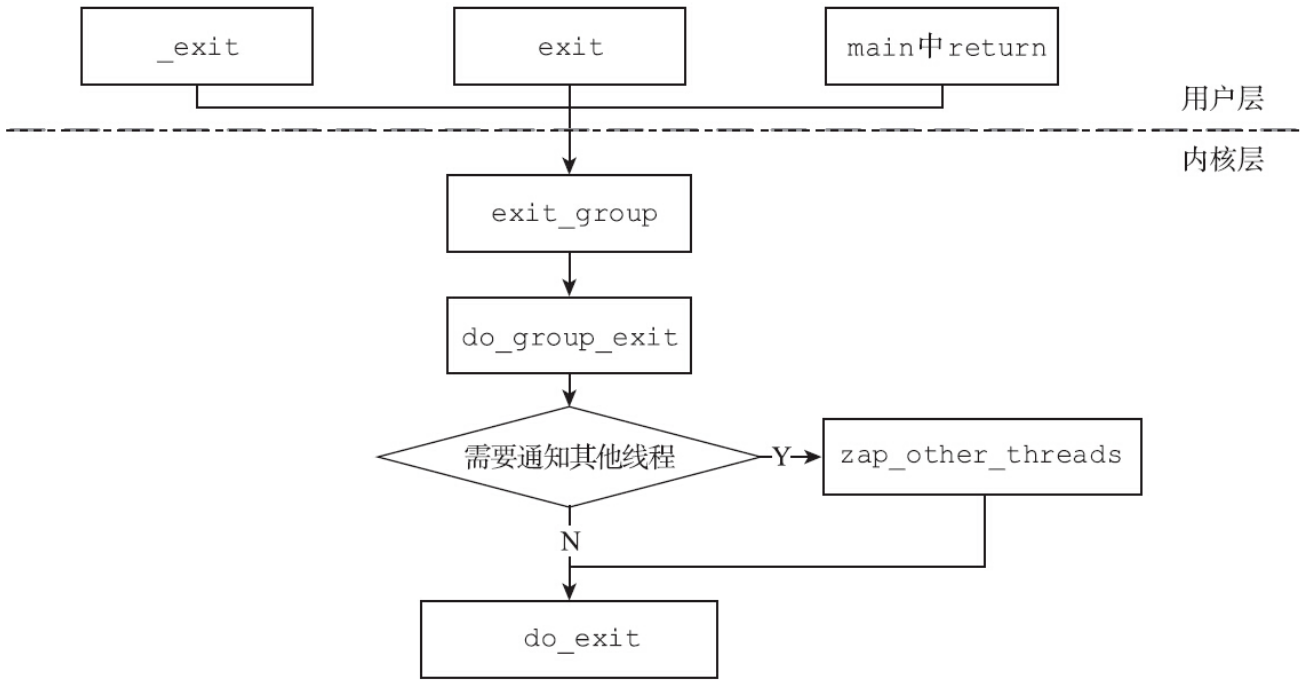 _exit
exit
main中return
用户层
内核层
exit_group
do_group_exit
需要通知其他线程
Y
zap_other_threads
N
do_exit